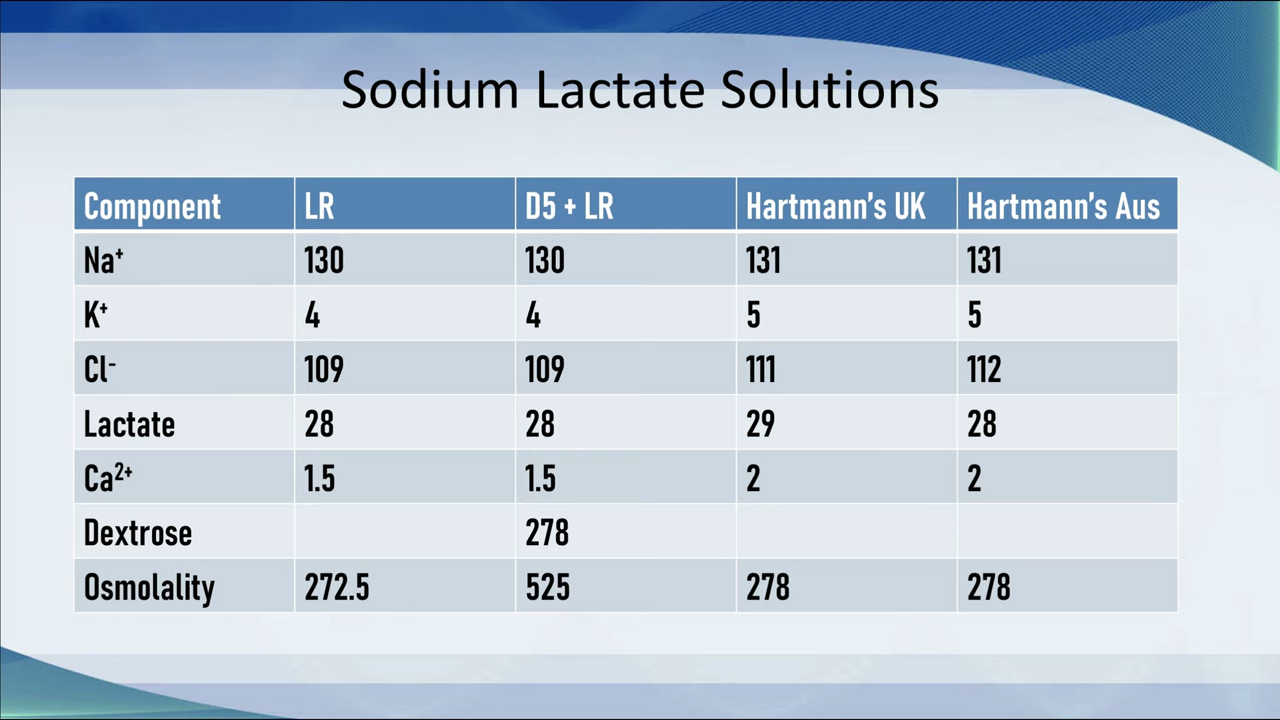 Sodium Lactate Solutions
Component LR D5 + LR Hartmann’s UK Hartmann’s Aus
Na⁺ 130 130 131 131
K⁺ 4 4 5 5
Cl⁻ 109 109 111 112
Lactate 28 28 29 28
Ca²⁺ 1.5 1.5 2 2
Dextrose 278
Osmolality 272.5 525 278 278